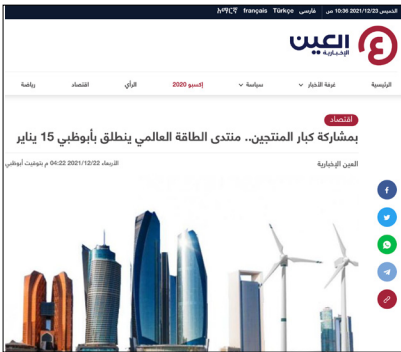 الخميس 2021/12/23 10:36 ص فارسی Türkçe français አማርኛ
العين
الإخبارية
الرئيسية غرفة الأخبار سياسة إكسبو 2020 الرأي اقتصاد رياضة
اقتصاد
بمشاركة كبار المنتجين.. منتدى الطاقة العالمي ينطلق بأبوظبي 15 يناير
العين الإخبارية الأربعاء 2021/12/22 04:22 م بتوقيت أبوظبي